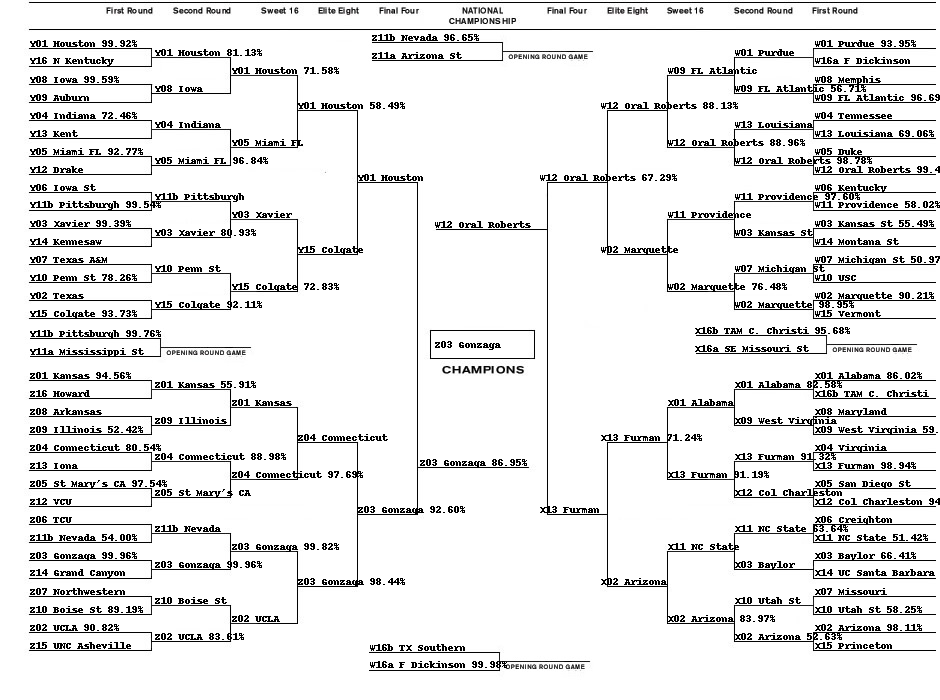 First Round Second Round Sweet 16 Elite Eight Final Four NATIONAL CHAMPIONSHIP Final Four Elite Eight Sweet 16 Second Round First Round
Y01 Houston 99.92%
Y16 N Kentucky
Y08 Iowa 99.59%
Y09 Auburn
Y04 Indiana 72.46%
Y13 Kent
Y05 Miami FL 92.77%
Y12 Drake
Y06 Iowa St
Y11b Pittsburgh 99.54%
Y03 Xavier 99.39%
Y14 Kennesaw
Y07 Texas A&M
Y10 Penn St 78.26%
Y02 Texas
Y15 Colgate 93.73%
Y11b Pittsburgh 99.76%
Y11a Mississippi St
OPENING ROUND GAME
Y01 Houston 81.13%
Y08 Iowa
Y04 Indiana
Y05 Miami FL 96.84%
Y11b Pittsburgh
Y03 Xavier 80.93%
Y10 Penn St
Y15 Colgate 92.11%
Y01 Houston 71.58%
Y05 Miami FL
Y03 Xavier
Y15 Colgate 72.83%
Y01 Houston 58.49%
Y15 Colgate
Y01 Houston
Z01 Kansas 94.56%
Z16 Howard
Z08 Arkansas
Z09 Illinois 52.42%
Z04 Connecticut 80.54%
Z13 Iona
Z05 St Mary's CA 97.54%
Z12 VCU
Z06 TCU
Z11b Nevada 54.00%
Z03 Gonzaga 99.96%
Z14 Grand Canyon
Z07 Northwestern
Z10 Boise St 89.19%
Z02 UCLA 90.82%
Z15 UNC Asheville
Z01 Kansas 55.91%
Z09 Illinois
Z04 Connecticut 88.98%
Z05 St Mary's CA
Z11b Nevada
Z03 Gonzaga 99.96%
Z10 Boise St
Z02 UCLA 83.61%
Z01 Kansas
Z04 Connecticut 97.69%
Z03 Gonzaga 99.82%
Z02 UCLA
Z04 Connecticut
Z03 Gonzaga 98.44%
Z03 Gonzaga 92.60%
Z11b Nevada 96.65%
Z11a Arizona St
OPENING ROUND GAME
W12 Oral Roberts
Z03 Gonzaga
CHAMPIONS
Z03 Gonzaga 86.95%
W16b TX Southern
W16a F Dickinson 99.98%
OPENING ROUND GAME
W12 Oral Roberts 67.29%
W12 Oral Roberts 88.13%
W02 Marquette
W09 FL Atlantic
W12 Oral Roberts 88.96%
W11 Providence
W02 Marquette 76.48%
W01 Purdue
W09 FL Atlantic 56.71%
W13 Louisiana
W12 Oral Roberts 98.78%
W11 Providence 97.60%
W03 Kansas St
W07 Michigan St
W02 Marquette 98.95%
W01 Purdue 93.95%
W16a F Dickinson
W08 Memphis
W09 FL Atlantic 96.69
W04 Tennessee
W13 Louisiana 69.06%
W05 Duke
W12 Oral Roberts 99.4
W06 Kentucky
W11 Providence 58.02%
W03 Kansas St 55.49%
W14 Montana St
W07 Michigan St 50.97
W10 USC
W02 Marquette 90.21%
W15 Vermont
X16b TAM C. Christi 95.68%
X16a SE Missouri St
OPENING ROUND GAME
X13 Furman
X13 Furman 71.24%
X02 Arizona
X01 Alabama
X13 Furman 91.19%
X11 NC State
X02 Arizona 83.97%
X01 Alabama 82.58%
X09 West Virginia
X13 Furman 91.32%
X12 Col Charleston
X11 NC State 63.64%
X03 Baylor
X10 Utah St
X02 Arizona 52.63%
X01 Alabama 86.02%
X16b TAM C. Christi
X08 Maryland
X09 West Virginia 59.
X04 Virginia
X13 Furman 98.94%
X05 San Diego St
X12 Col Charleston 94
X06 Creighton
X11 NC State 51.42%
X03 Baylor 66.41%
X14 UC Santa Barbara
X07 Missouri
X10 Utah St 58.25%
X02 Arizona 98.11%
X15 Princeton